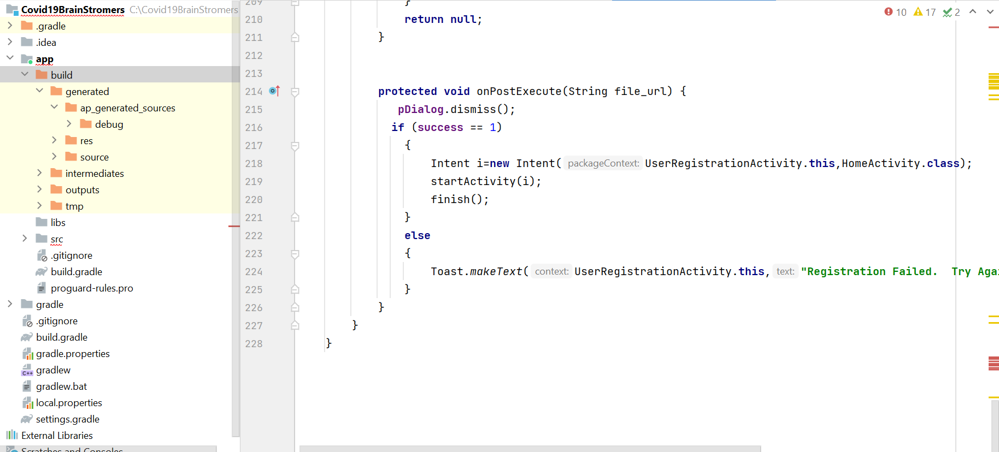 Covid19BrainStromers C:\Covid19BrainStromers
.gradle
.idea
app
build
generated
ap_generated_sources
debug
res
source
intermediates
outputs
tmp
libs
src
.gitignore
build.gradle
proguard-rules.pro
gradle
.gitignore
build.gradle
gradle.properties
C++ gradlew
gradlew.bat
local.properties
settings.gradle
External Libraries
Scratches and Consoles
10 17 2
209 }
210 return null;
211 }
212
213
214 protected void onPostExecute(String file_url) {
215 pDialog.dismiss();
216 if (success == 1)
217 {
218 Intent i=new Intent( packageContext: UserRegistrationActivity.this,HomeActivity.class);
219 startActivity(i);
220 finish();
221 }
222 else
223 {
224 Toast.makeText( context: UserRegistrationActivity.this, text: "Registration Failed.  Try Agai
225 }
226 }
227 }
228 }